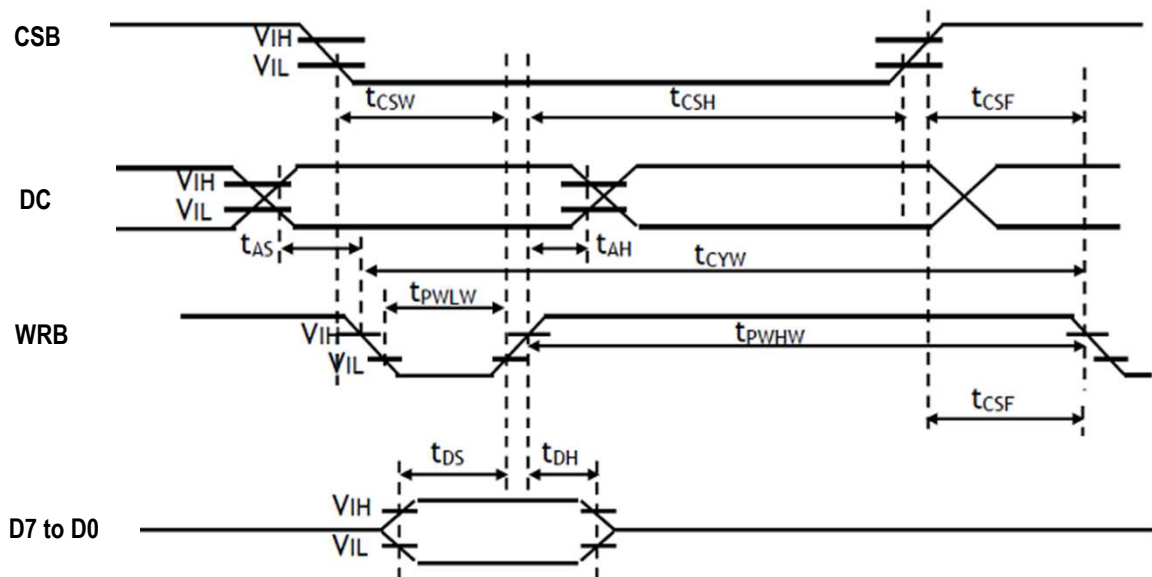 CSB
VIH
VIL
tCSW
tCSH
tCSF
DC
VIH
VIL
tAS
tAH
tCYW
tPWLW
WRB
VIH
VIL
tPWHW
tCSF
tDS
tDH
D7 to D0
VIH
VIL